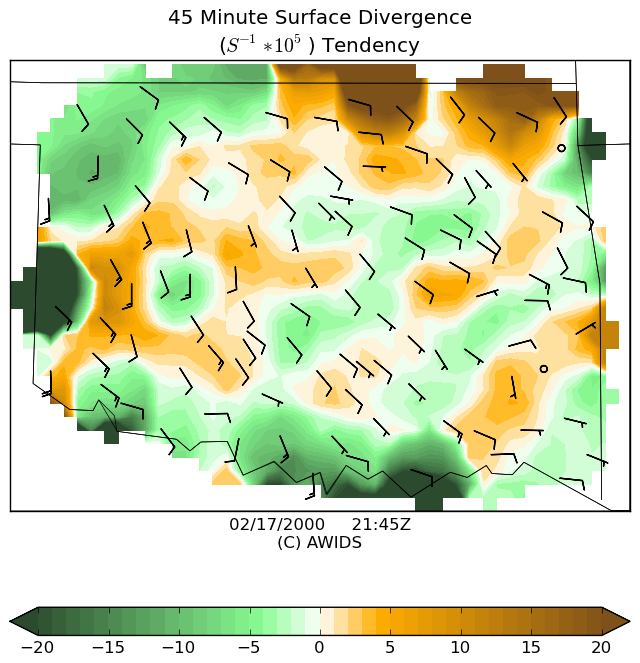 45 Minute Surface Divergence
(S⁻¹ * 10⁵ ) Tendency
02/17/2000 21:45Z
(C) AWIDS
−20 −15 −10 −5 0 5 10 15 20